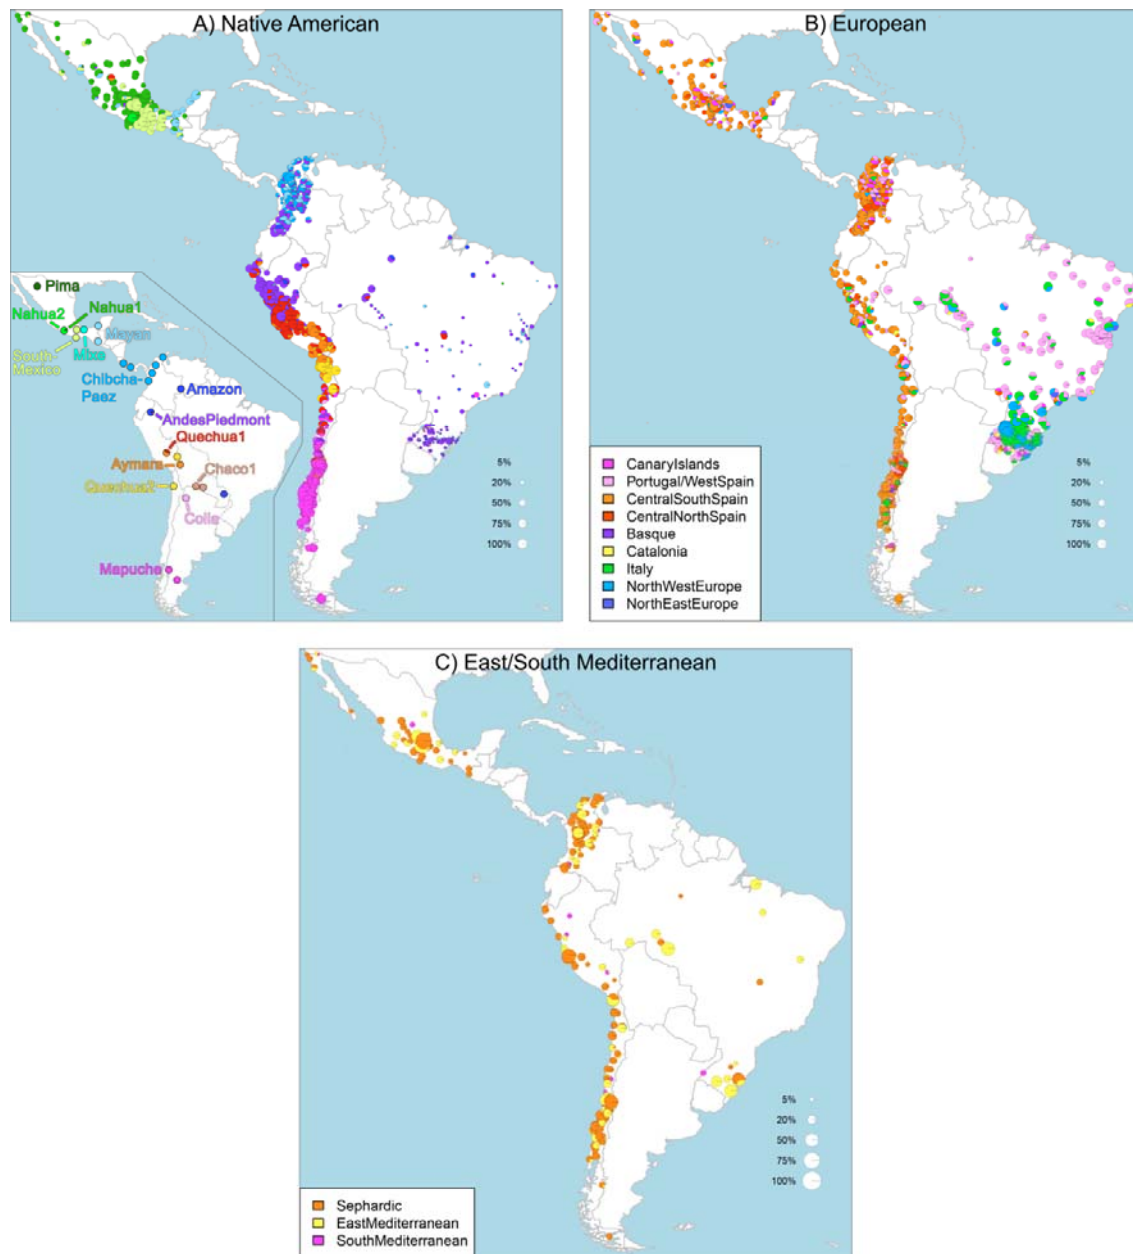 A) Native American
Pima
Nahua2
Nahua1
Mayan
South
Mexico
Mixe
Chibcha
Paez
Amazon
AndesPiedmont
Quechua1
Aymara
Chaco1
Quechua2
Colla
Mapuche
5%
20%
50%
75%
100%
B) European
CanaryIslands
Portugal/WestSpain
CentralSouthSpain
CentralNorthSpain
Basque
Catalonia
Italy
NorthWestEurope
NorthEastEurope
5%
20%
50%
75%
100%
C) East/South Mediterranean
Sephardic
EastMediterranean
SouthMediterranean
5%
20%
50%
75%
100%